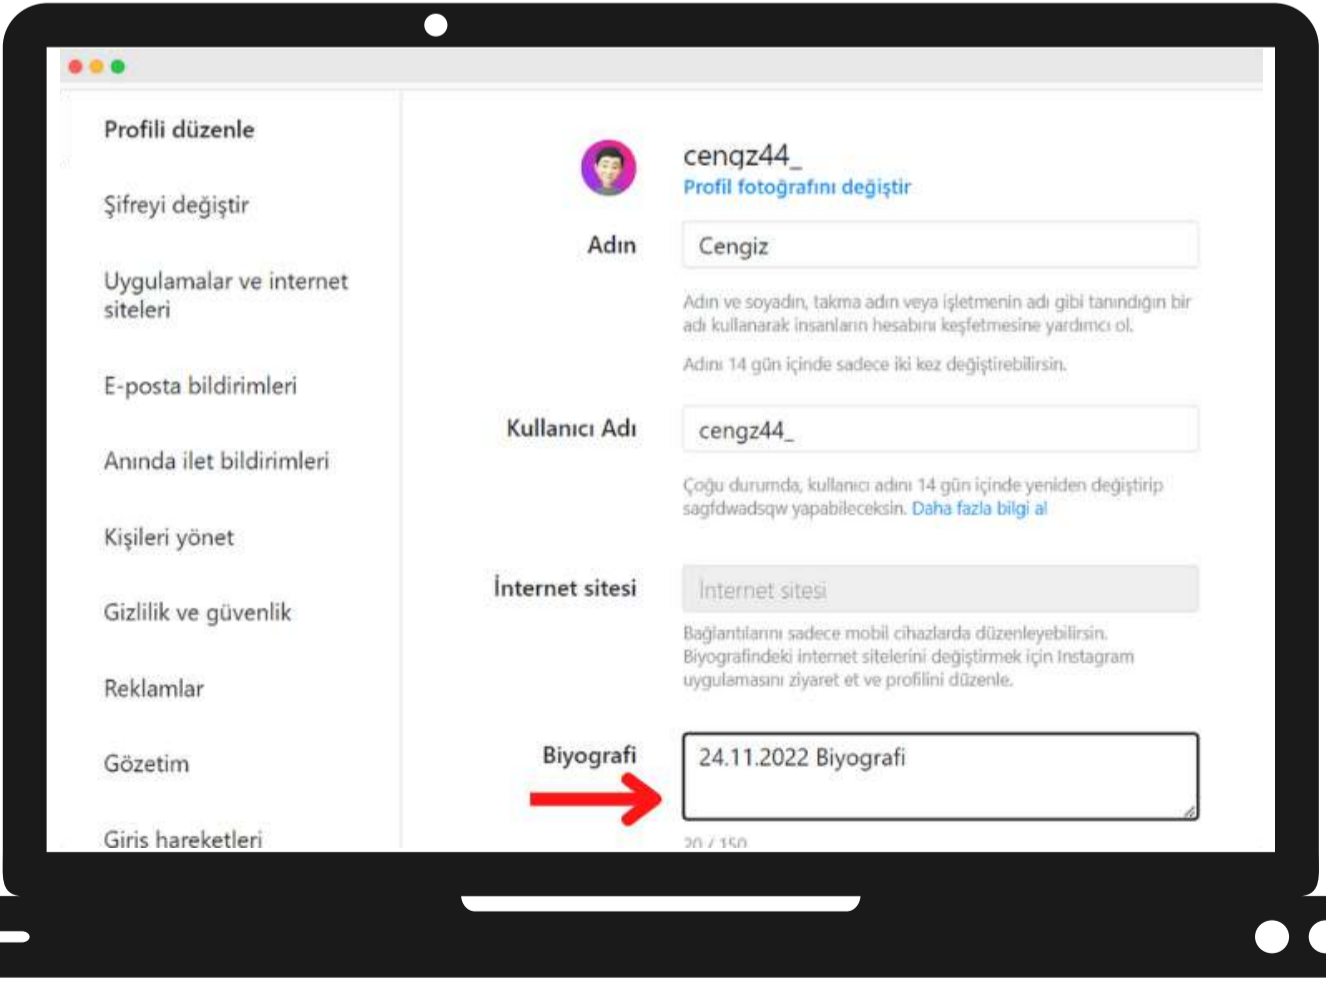 Profili düzenle
Şifreyi değiştir
Uygulamalar ve internet
siteleri
E-posta bildirimleri
Anında ilet bildirimleri
Kişileri yönet
Gizlilik ve güvenlik
Reklamlar
Gözetim
Giriş hareketleri
cengz44_
Profil fotoğrafını değiştir
Adın
Cengiz
Adın ve soyadın, takma adın veya işletmenin adı gibi tanındığın bir
adı kullanarak insanların hesabını keşfetmesine yardımcı ol.
Adını 14 gün içinde sadece iki kez değiştirebilirsin.
Kullanıcı Adı
cengz44_
Çoğu durumda, kullanıcı adını 14 gün içinde yeniden değiştirip
sagfdwadsqw yapabileceksin. Daha fazla bilgi al
İnternet sitesi
İnternet sitesi
Bağlantılarını sadece mobil cihazlarda düzenleyebilirsin.
Biyografindeki internet sitelerini değiştirmek için Instagram
uygulamasını ziyaret et ve profilini düzenle.
Biyografi
24.11.2022 Biyografi
20 / 150